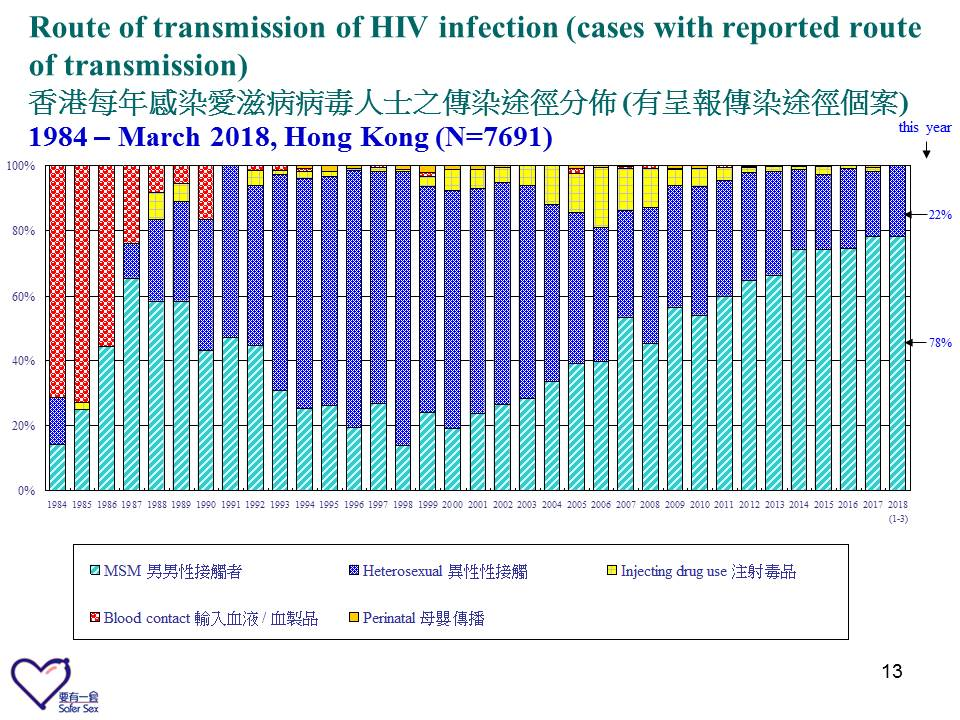 Route of transmission of HIV infection (cases with reported route
of transmission)
香港每年感染愛滋病病毒人士之傳染途徑分佈 (有呈報傳染途徑個案)
1984 – March 2018, Hong Kong (N=7691)
this year
100%
80%
60%
40%
20%
0%
22%
78%
1984 1985 1986 1987 1988 1989 1990 1991 1992 1993 1994 1995 1996 1997 1998 1999 2000 2001 2002 2003 2004 2005 2006 2007 2008 2009 2010 2011 2012 2013 2014 2015 2016 2017 2018
(1-3)
MSM 男男性接觸者 Heterosexual 異性性接觸 Injecting drug use 注射毒品
Blood contact 輸入血液 / 血製品 Perinatal 母嬰傳播
要有一套
Safer Sex
13